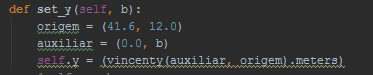 def set_y(self, b):
origem = (41.6, 12.0)
auxiliar = (0.0, b)
self.y = (vincenty(auxiliar, origem).meters)